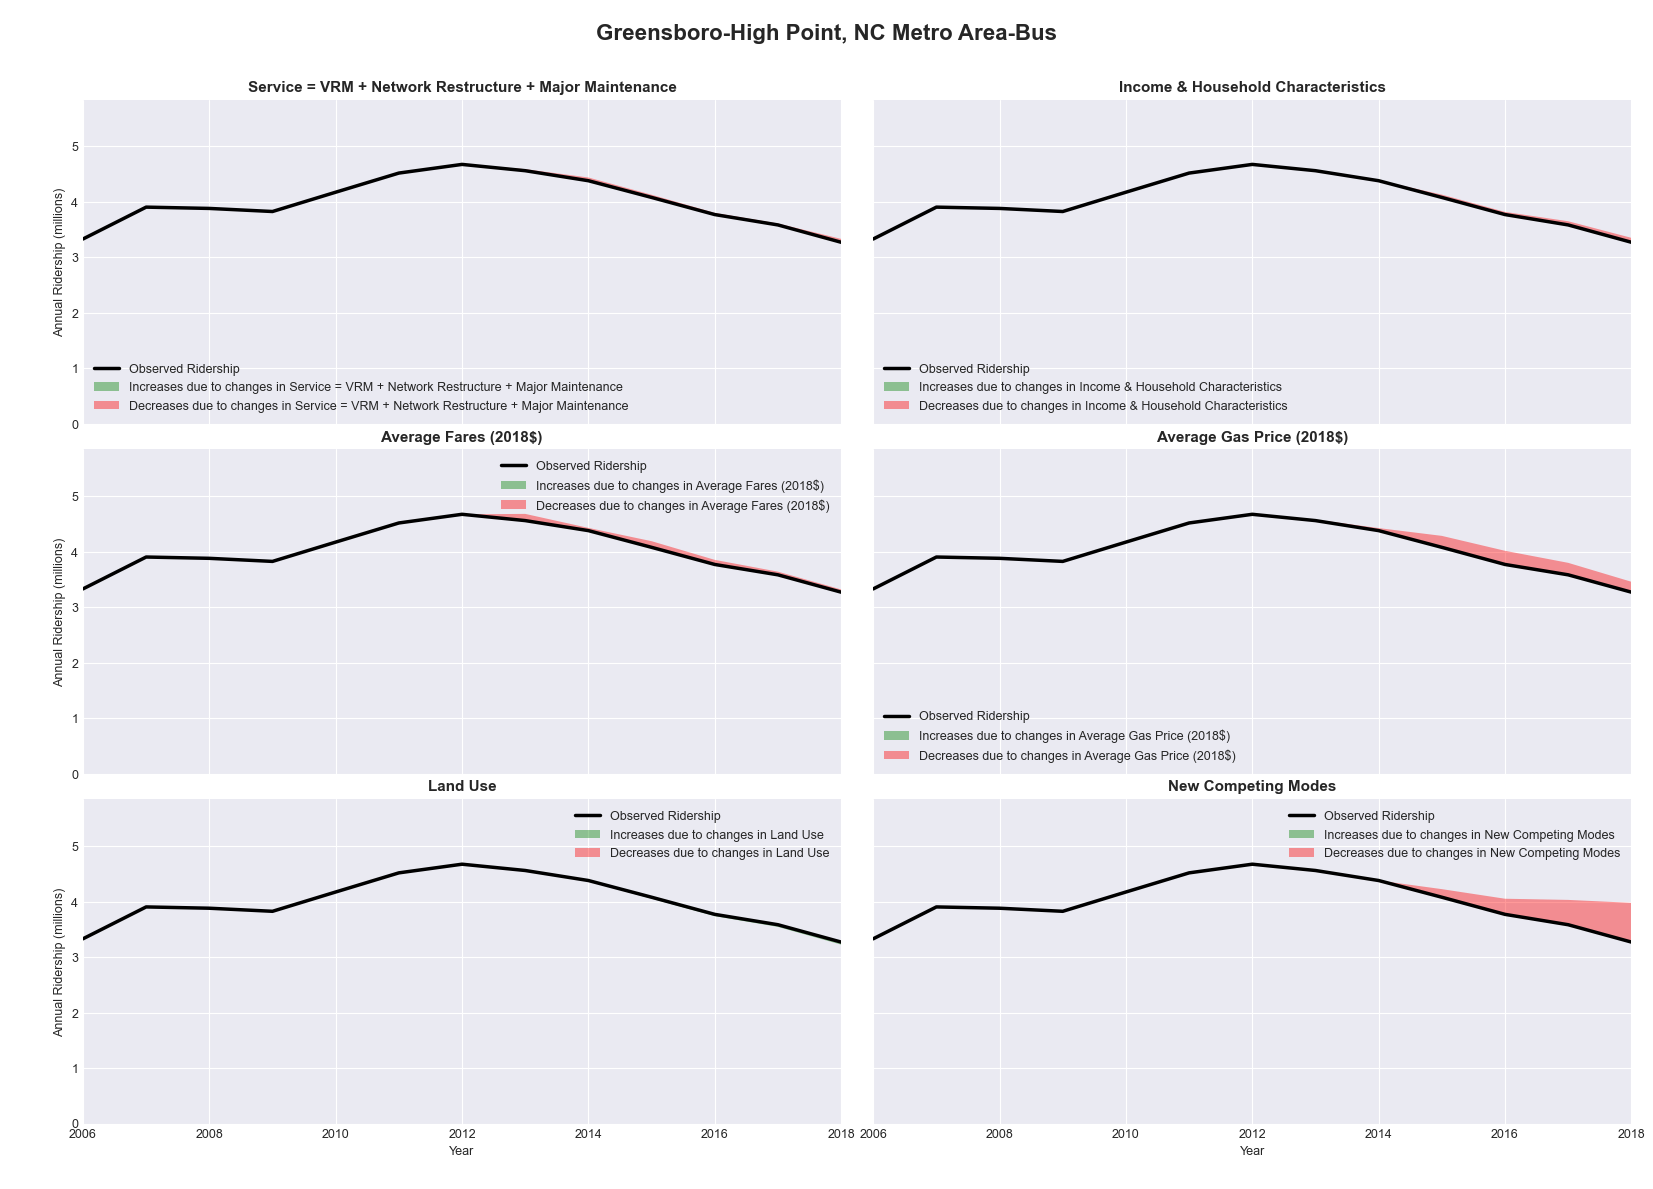 Greensboro-High Point, NC Metro Area-Bus
Service = VRM + Network Restructure + Major Maintenance
Annual Ridership (millions)
5
4
3
2
1
0
Observed Ridership
Increases due to changes in Service = VRM + Network Restructure + Major Maintenance
Decreases due to changes in Service = VRM + Network Restructure + Major Maintenance
Income & Household Characteristics
Observed Ridership
Increases due to changes in Income & Household Characteristics
Decreases due to changes in Income & Household Characteristics
Average Fares (2018$)
Annual Ridership (millions)
5
4
3
2
1
0
Observed Ridership
Increases due to changes in Average Fares (2018$)
Decreases due to changes in Average Fares (2018$)
Average Gas Price (2018$)
Observed Ridership
Increases due to changes in Average Gas Price (2018$)
Decreases due to changes in Average Gas Price (2018$)
Land Use
Annual Ridership (millions)
5
4
3
2
1
0
Observed Ridership
Increases due to changes in Land Use
Decreases due to changes in Land Use
2006 2008 2010 2012 2014 2016 2018
Year
New Competing Modes
Observed Ridership
Increases due to changes in New Competing Modes
Decreases due to changes in New Competing Modes
2006 2008 2010 2012 2014 2016 2018
Year